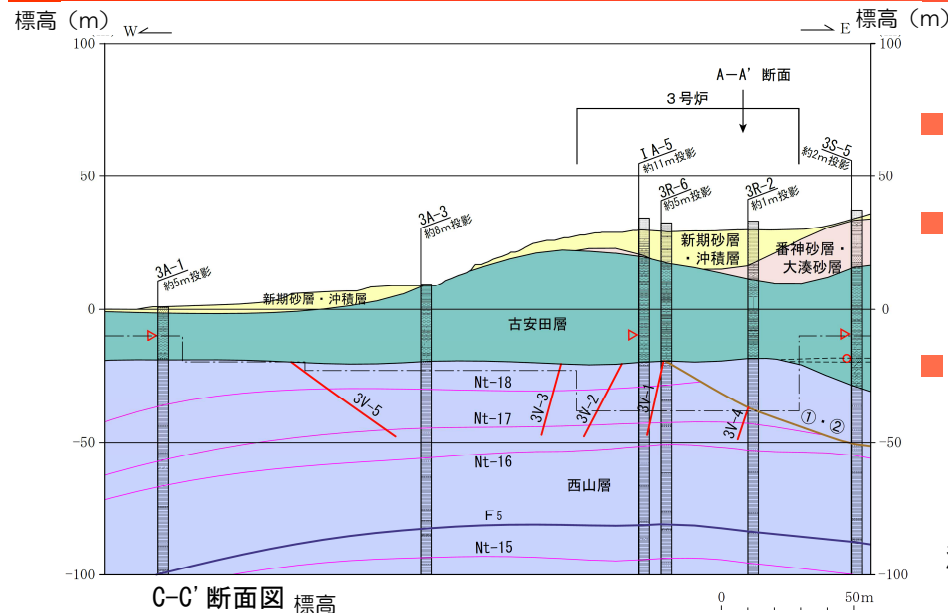 標高（m）
標高（m）
W
E
100
100
A－A’断面
３号炉
ⅠA-5
約11m投影
3S-5
約2m投影
50
50
3R-6
約5m投影
3R-2
約1m投影
3A-3
約8m投影
新期砂層
・沖積層
番神砂層・
大湊砂層
3A-1
約5m投影
新期砂層・沖積層
0
0
古安田層
Nt-18
3V-5
3V-3
3V-2
3V-1
3V-4
Nt-17
①・②
-50
-50
Nt-16
西山層
F5
Nt-15
-100
-100
C-C’断面図
標高
0
50m